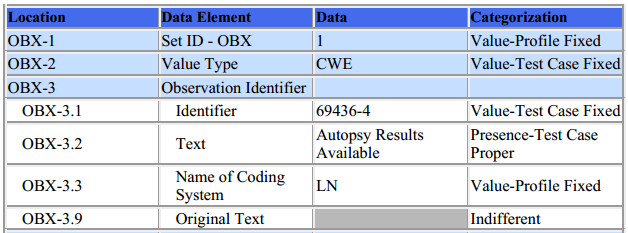 Location Data Element Data Categorization
OBX-1 Set ID - OBX 1 Value-Profile Fixed
OBX-2 Value Type CWE Value-Test Case Fixed
OBX-3 Observation Identifier
OBX-3.1 Identifier 69436-4 Value-Test Case Fixed
OBX-3.2 Text Autopsy Results Available Presence-Test Case Proper
OBX-3.3 Name of Coding System LN Value-Profile Fixed
OBX-3.9 Original Text Indifferent